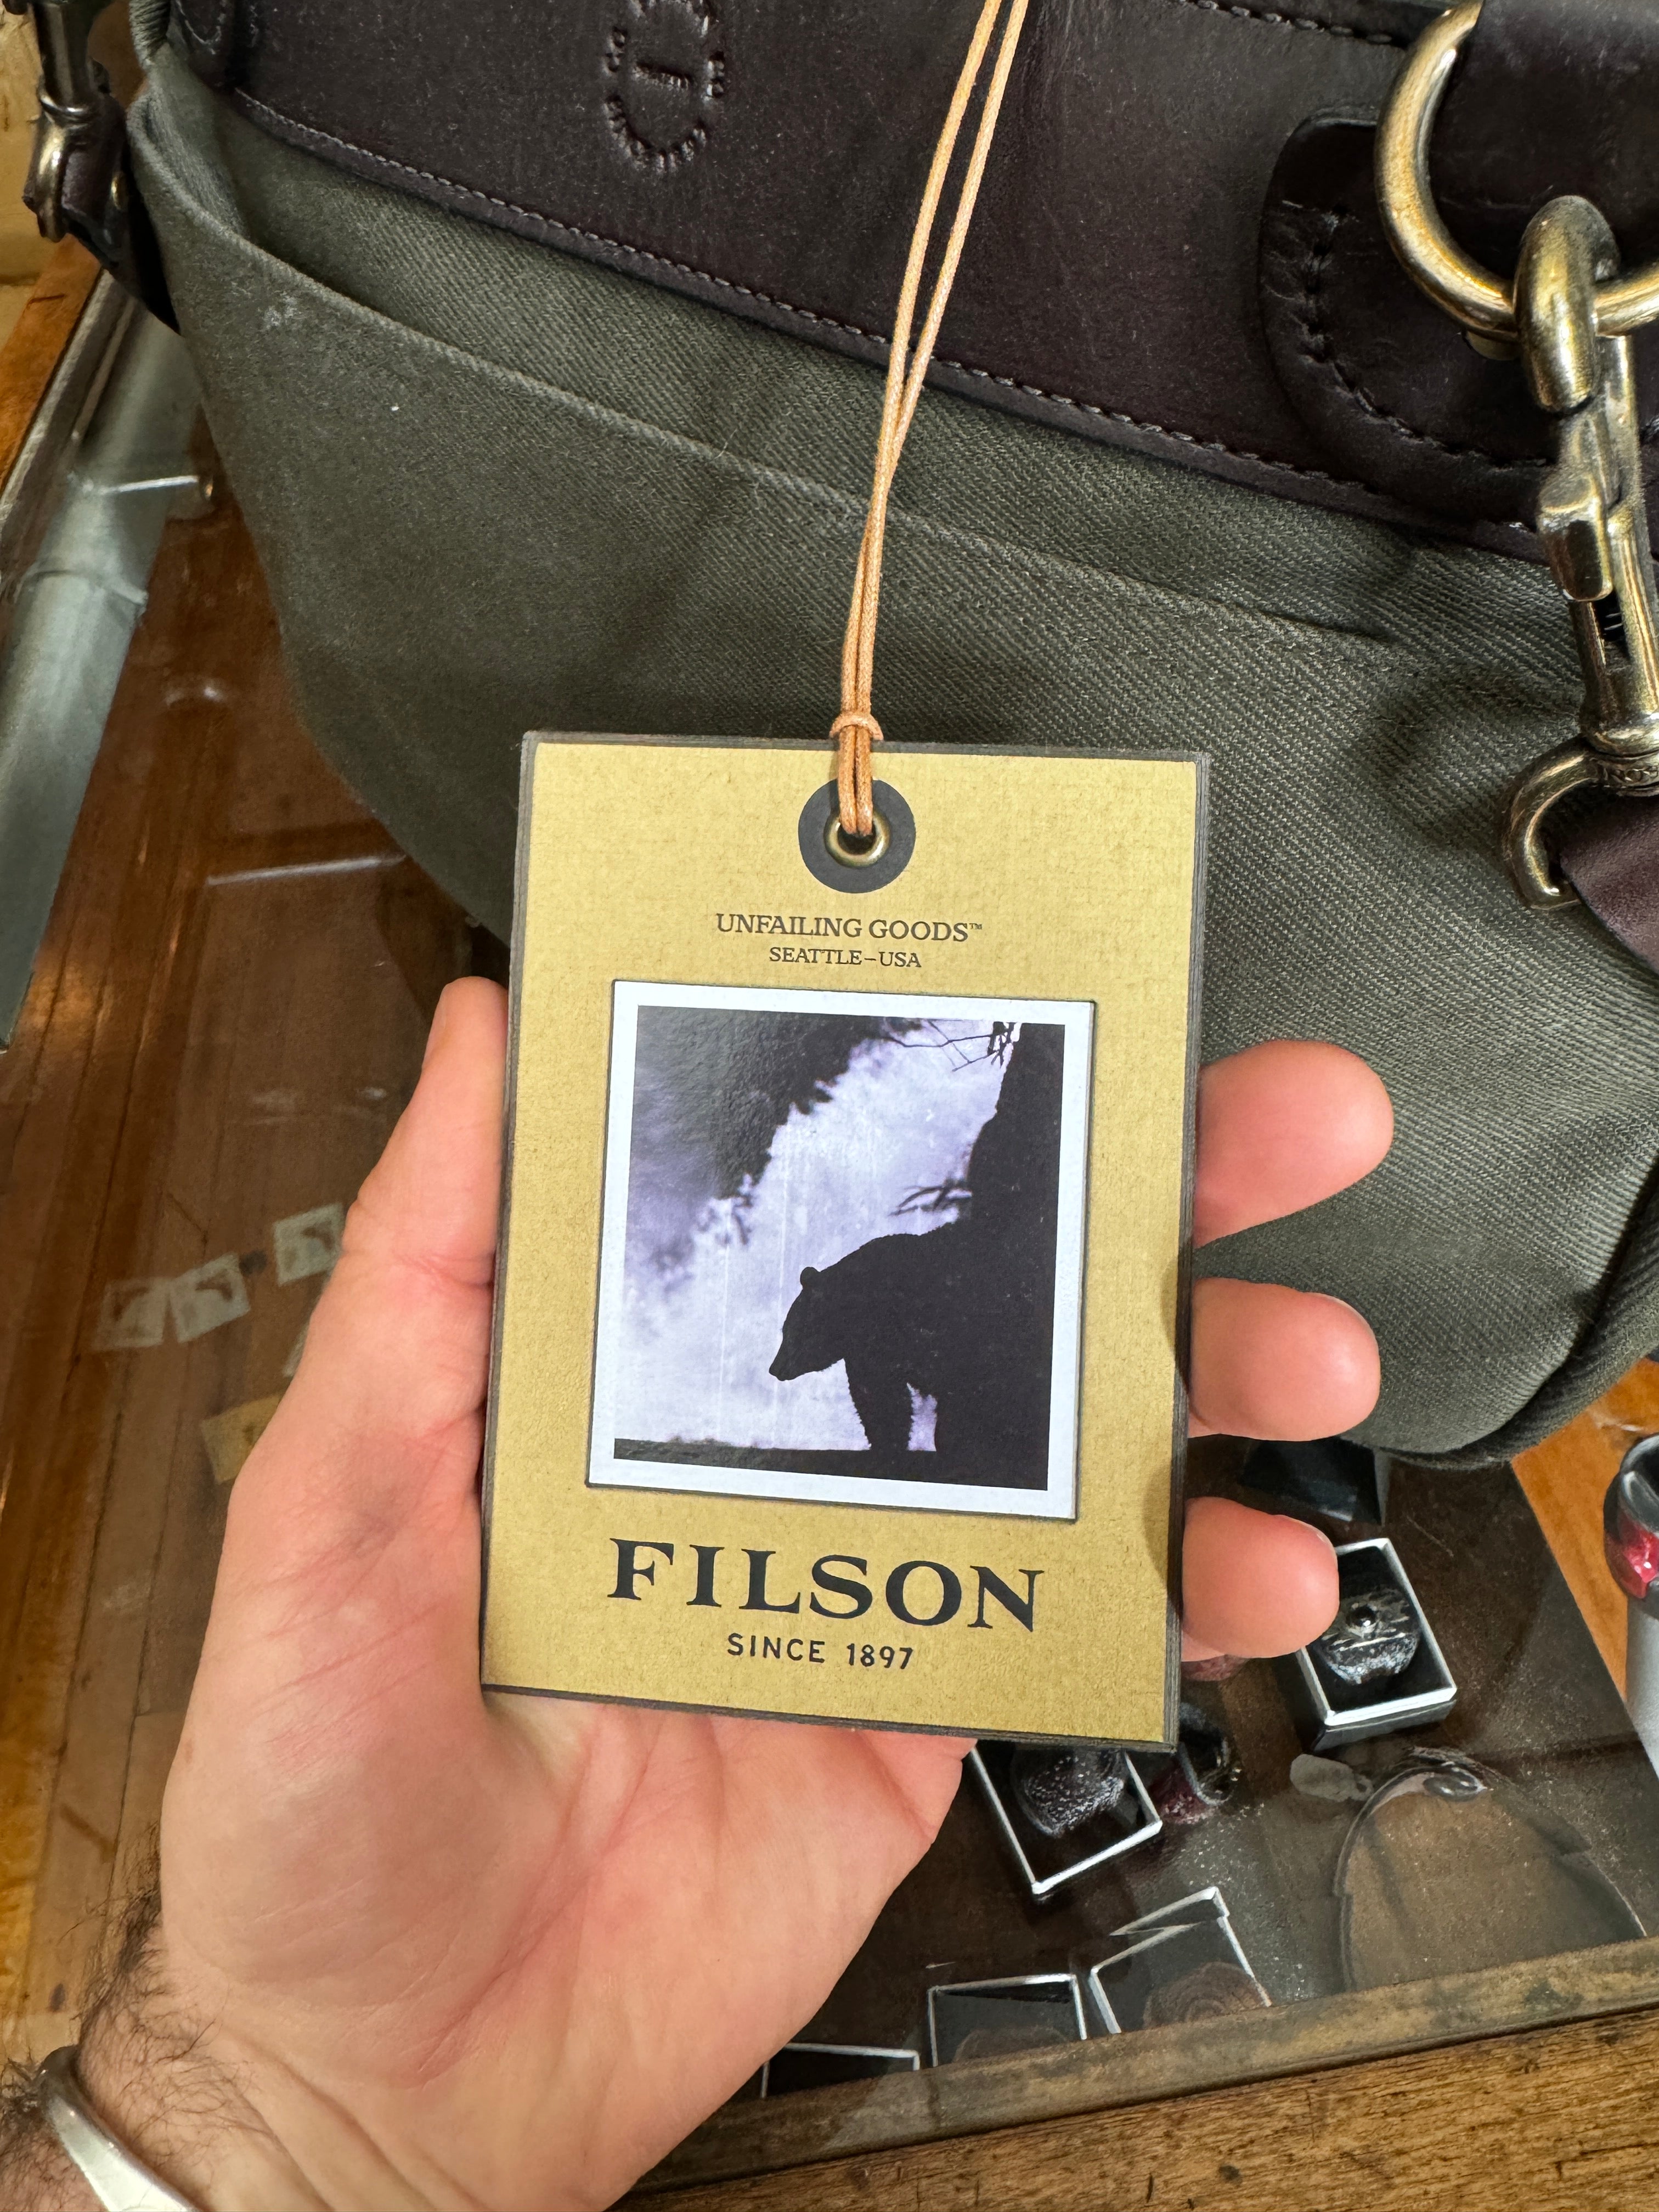 UNFAILING GOODS™
SEATTLE–USA
FILSON
SINCE 1897